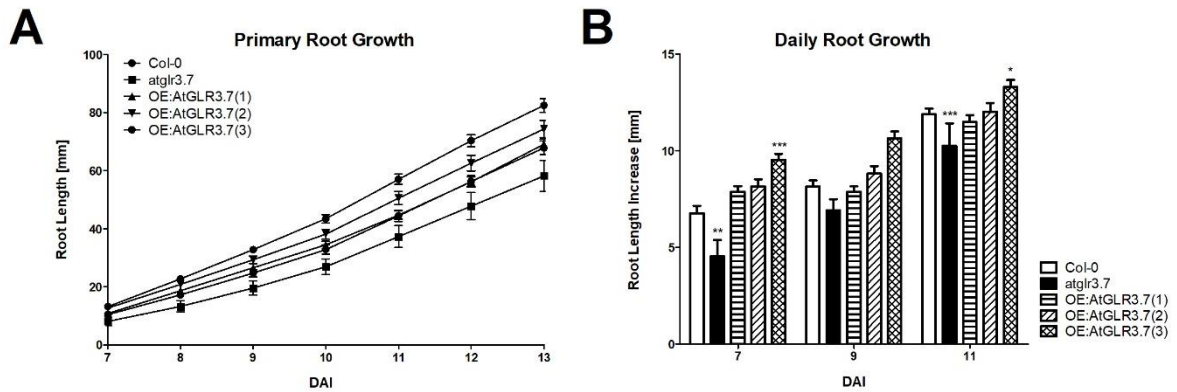 A
Primary Root Growth
Root Length [mm]
100
80
60
40
20
0
Col-0
atglr3.7
OE:AtGLR3.7(1)
OE:AtGLR3.7(2)
OE:AtGLR3.7(3)
7 8 9 10 11 12 13
DAI
B
Daily Root Growth
Root Length Increase [mm]
15
10
5
0
**
***
***
*
7 9 11
DAI
Col-0
atglr3.7
OE:AtGLR3.7(1)
OE:AtGLR3.7(2)
OE:AtGLR3.7(3)